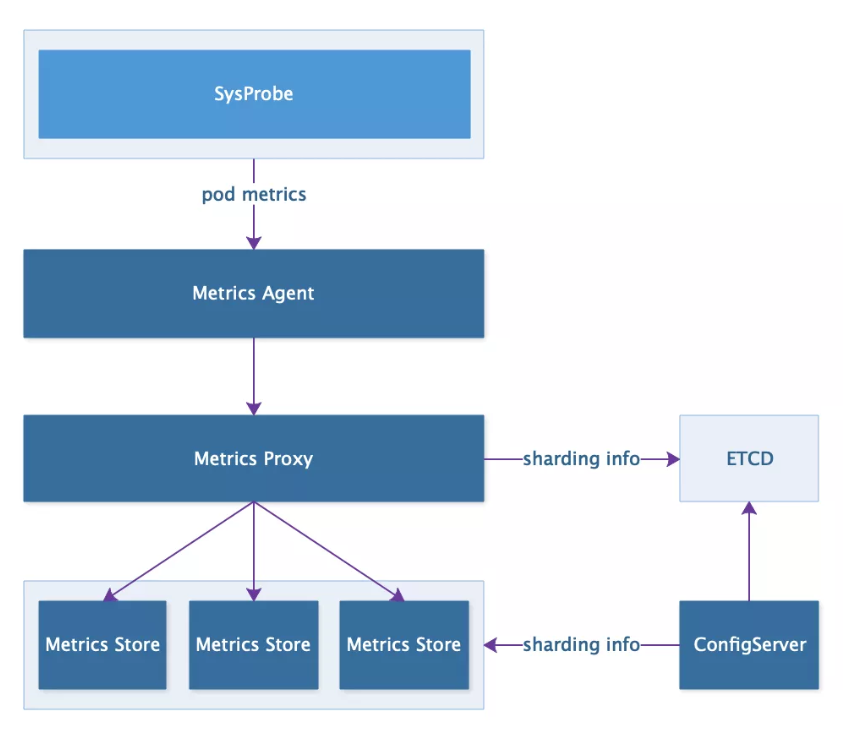 SysProbe
pod metrics
Metrics Agent
Metrics Proxy
sharding info
ETCD
Metrics Store
Metrics Store
Metrics Store
sharding info
ConfigServer